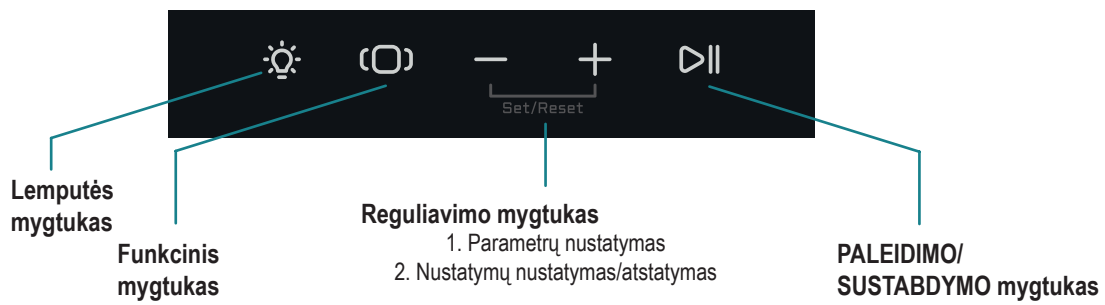 Set/Reset
Lemputės
mygtukas
Funkcinis
mygtukas
Reguliavimo mygtukas
1. Parametrų nustatymas
2. Nustatymų nustatymas/atstatymas
PALEIDIMO/
SUSTABDYMO mygtukas